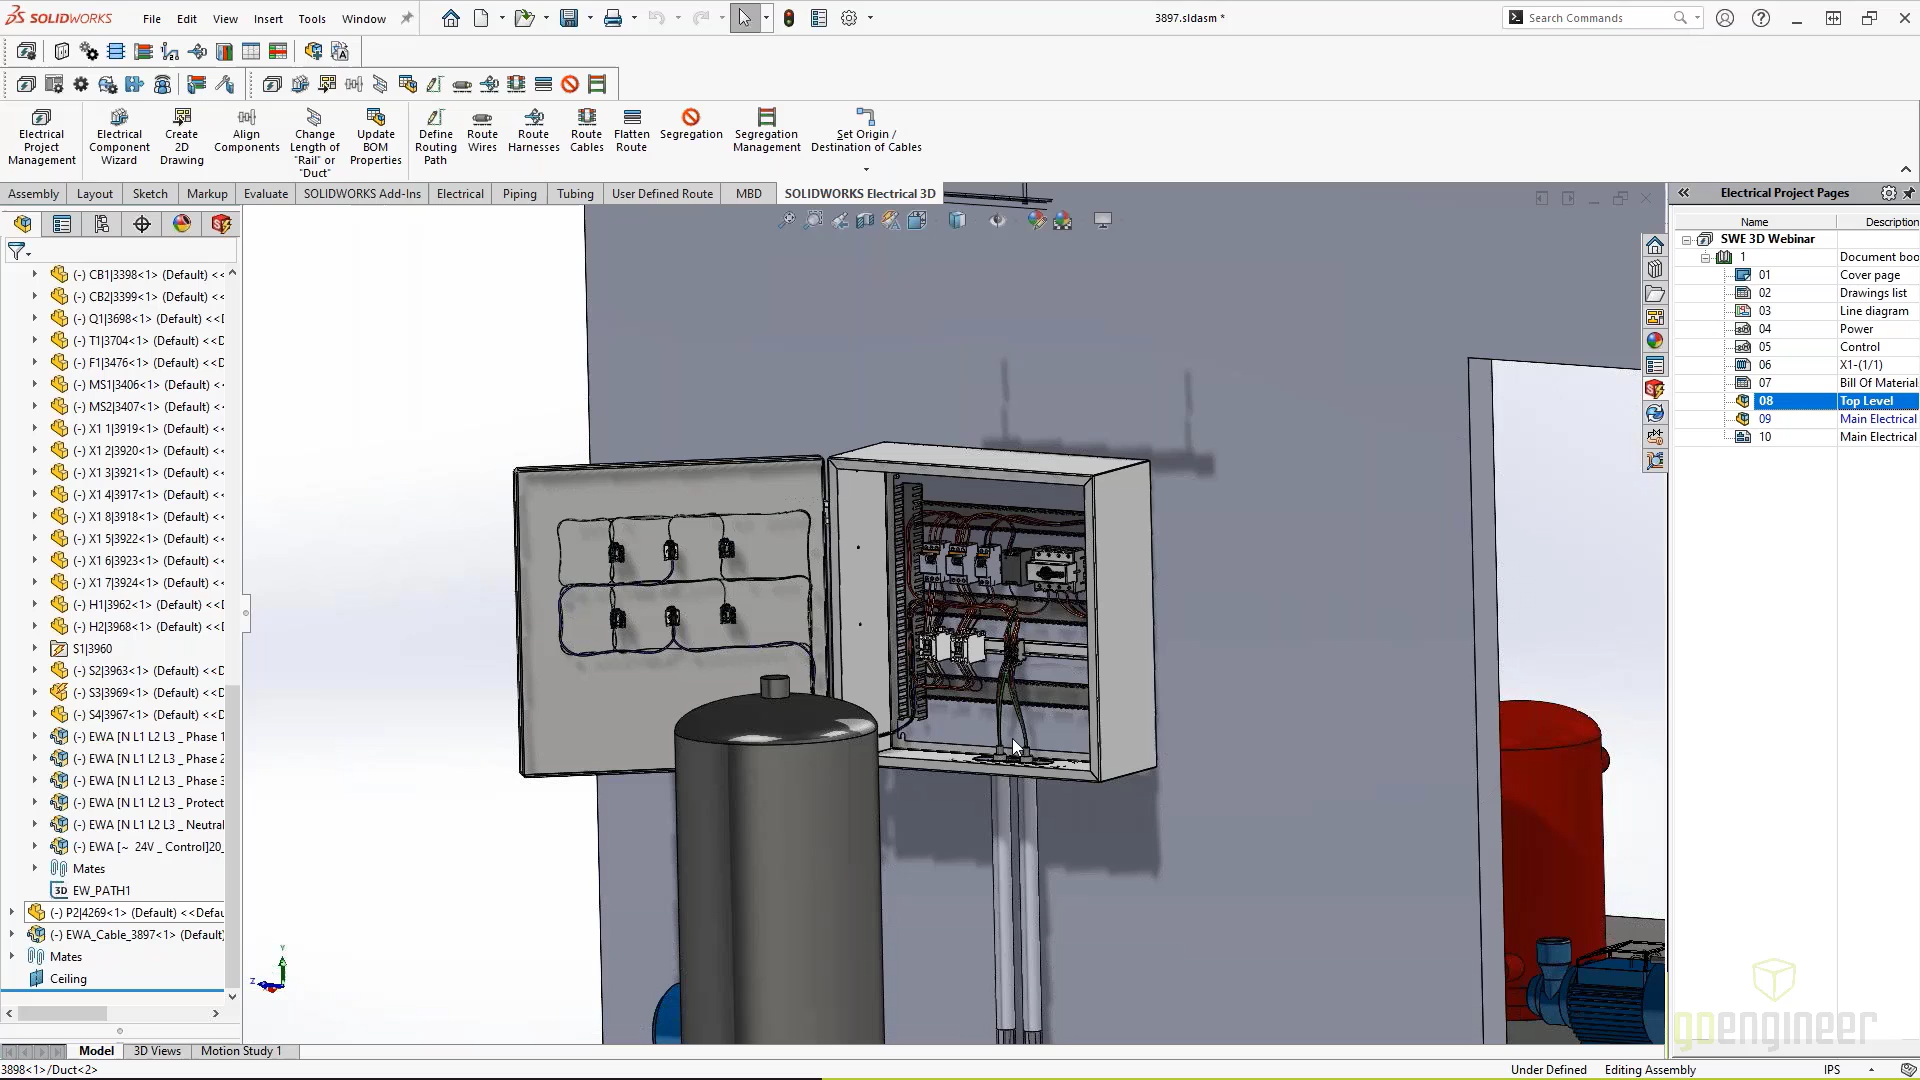 SOLIDWORKS
File Edit View Insert Tools Window
3897.sldasm *
Search Commands
Electrical Project Management
Electrical Component Wizard
Create 2D Drawing
Align Components
Change Length of "Rail" or "Duct"
Update BOM Properties
Define Routing Path
Route Wires
Route Harnesses
Route Cables
Flatten Route
Segregation
Segregation Management
Set Origin / Destination of Cables
Assembly Layout Sketch Markup Evaluate SOLIDWORKS Add-Ins Electrical Piping Tubing User Defined Route MBD SOLIDWORKS Electrical 3D
(-) CB1|3398<1> (Default) <<
(-) CB2|3399<1> (Default) <<
(-) Q1|3698<1> (Default) <<D
(-) T1|3704<1> (Default) <<D
(-) F1|3476<1> (Default) <<D
(-) MS1|3406<1> (Default) <
(-) MS2|3407<1> (Default) <
(-) X1 1|3919<1> (Default) <
(-) X1 2|3920<1> (Default) <
(-) X1 3|3921<1> (Default) <
(-) X1 4|3917<1> (Default) <
(-) X1 8|3918<1> (Default) <
(-) X1 5|3922<1> (Default) <
(-) X1 6|3923<1> (Default) <
(-) X1 7|3924<1> (Default) <
(-) H1|3962<1> (Default) <<D
(-) H2|3968<1> (Default) <<D
S1|3960
(-) S2|3963<1> (Default) <<D
(-) S3|3969<1> (Default) <<D
(-) S4|3967<1> (Default) <<D
(-) EWA [N L1 L2 L3 _ Phase 1
(-) EWA [N L1 L2 L3 _ Phase 2
(-) EWA [N L1 L2 L3 _ Phase 3
(-) EWA [N L1 L2 L3 _ Protect
(-) EWA [N L1 L2 L3 _ Neutral
(-) EWA [~ 24V _ Control]20_
Mates
3D EW_PATH1
(-) P2|4269<1> (Default) <<Defau
(-) EWA_Cable_3897<1> (Default)
Mates
Ceiling
Y
Z
Electrical Project Pages
Name Description
SWE 3D Webinar
1 Document boo
01 Cover page
02 Drawings list
03 Line diagram
04 Power
05 Control
06 X1-(1/1)
07 Bill Of Material
08 Top Level
09 Main Electrical
10 Main Electrical
goengineer
Model 3D Views Motion Study 1
3898<1>/Duct<2>
Under Defined Editing Assembly IPS